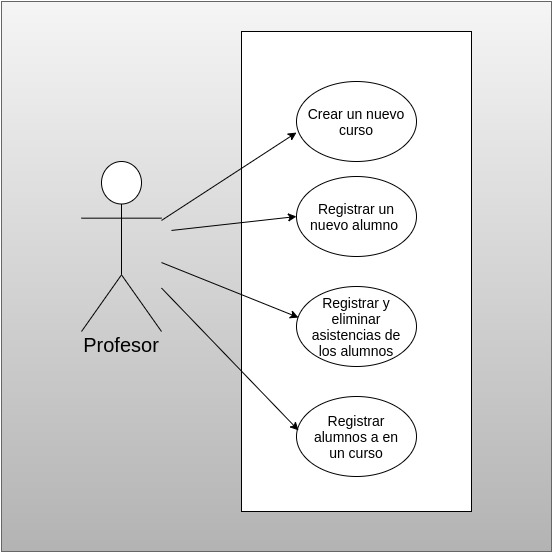 Crear un nuevo
curso
Registrar un
nuevo alumno
Registrar y
eliminar
asistencias de
los alumnos
Profesor
Registrar
alumnos a en
un curso